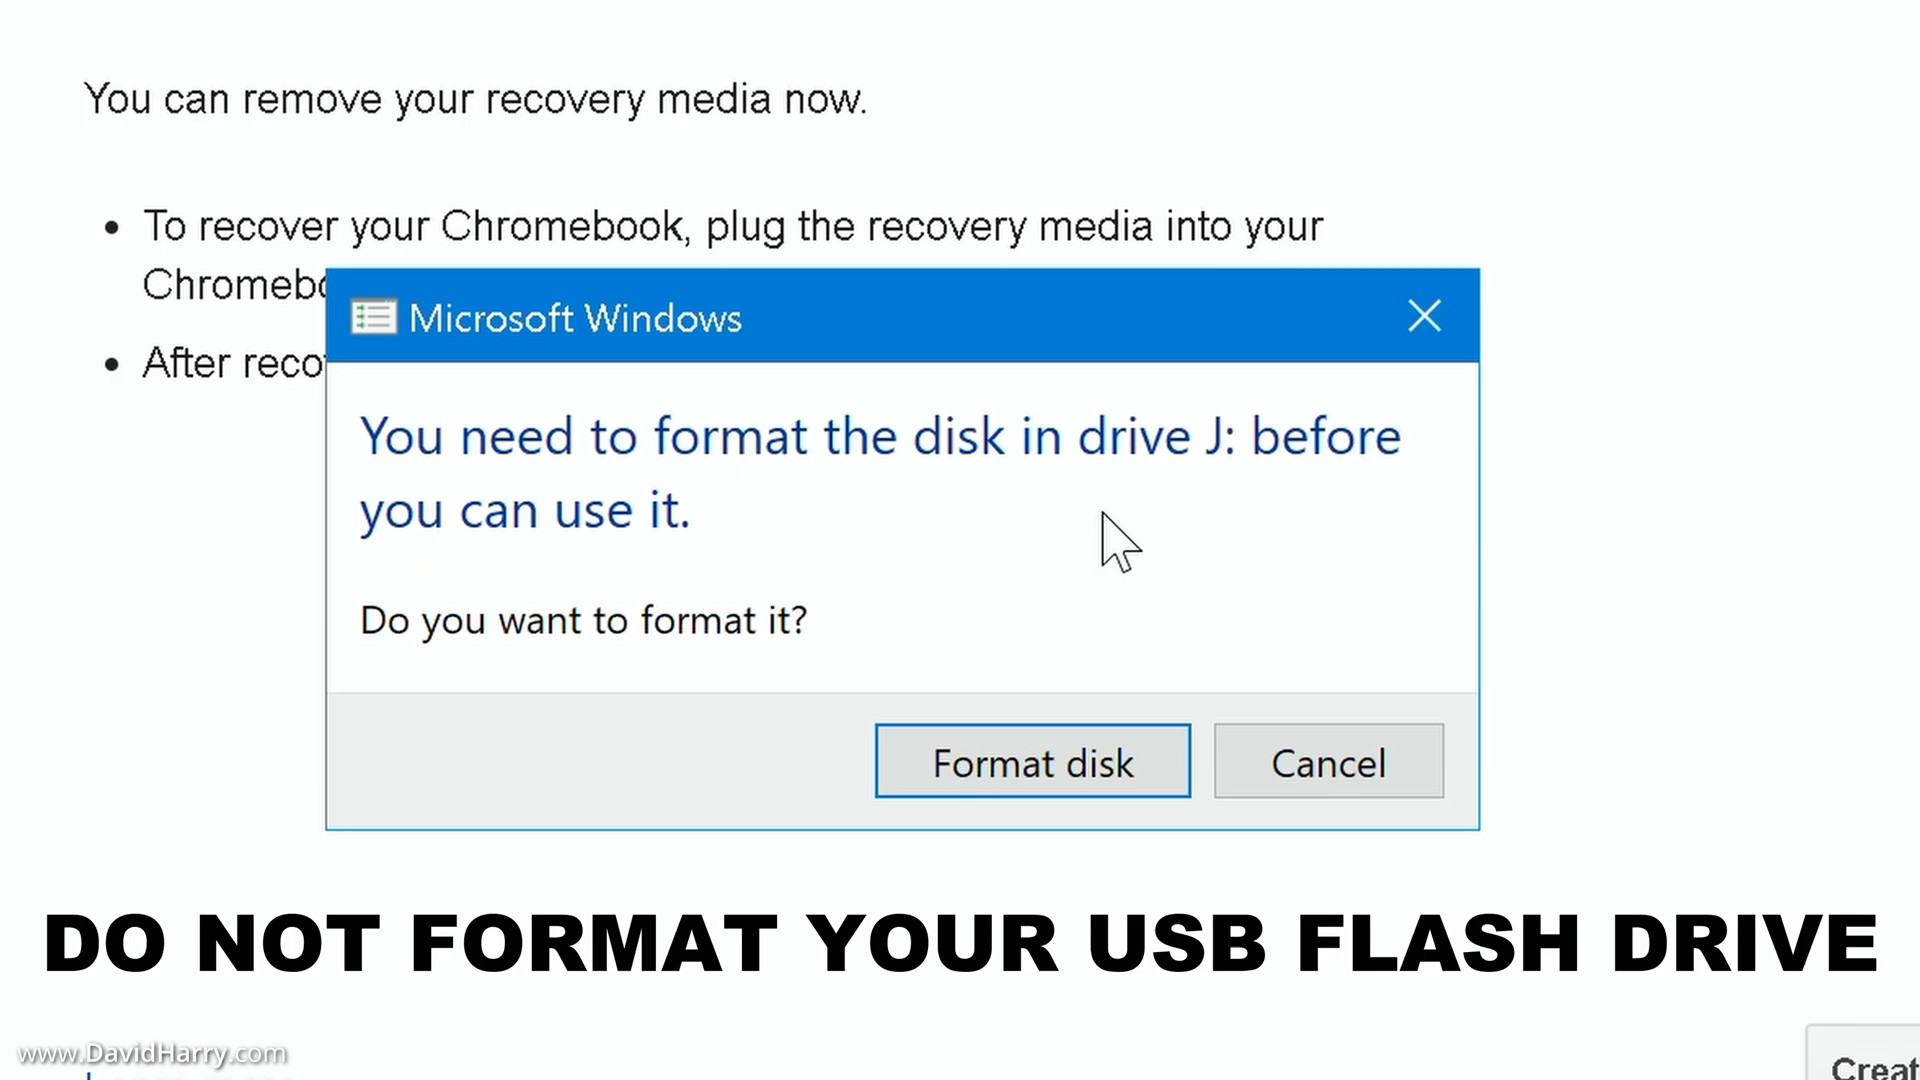 You can remove your recovery media now.
• To recover your Chromebook, plug the recovery media into your
Microsoft Windows
• After
You need to format the disk in drive J: before
you can use it.
Do you want to format it?
Format disk
Cancel
DO NOT FORMAT YOUR USB FLASH DRIVE
www.DavidHarry.com